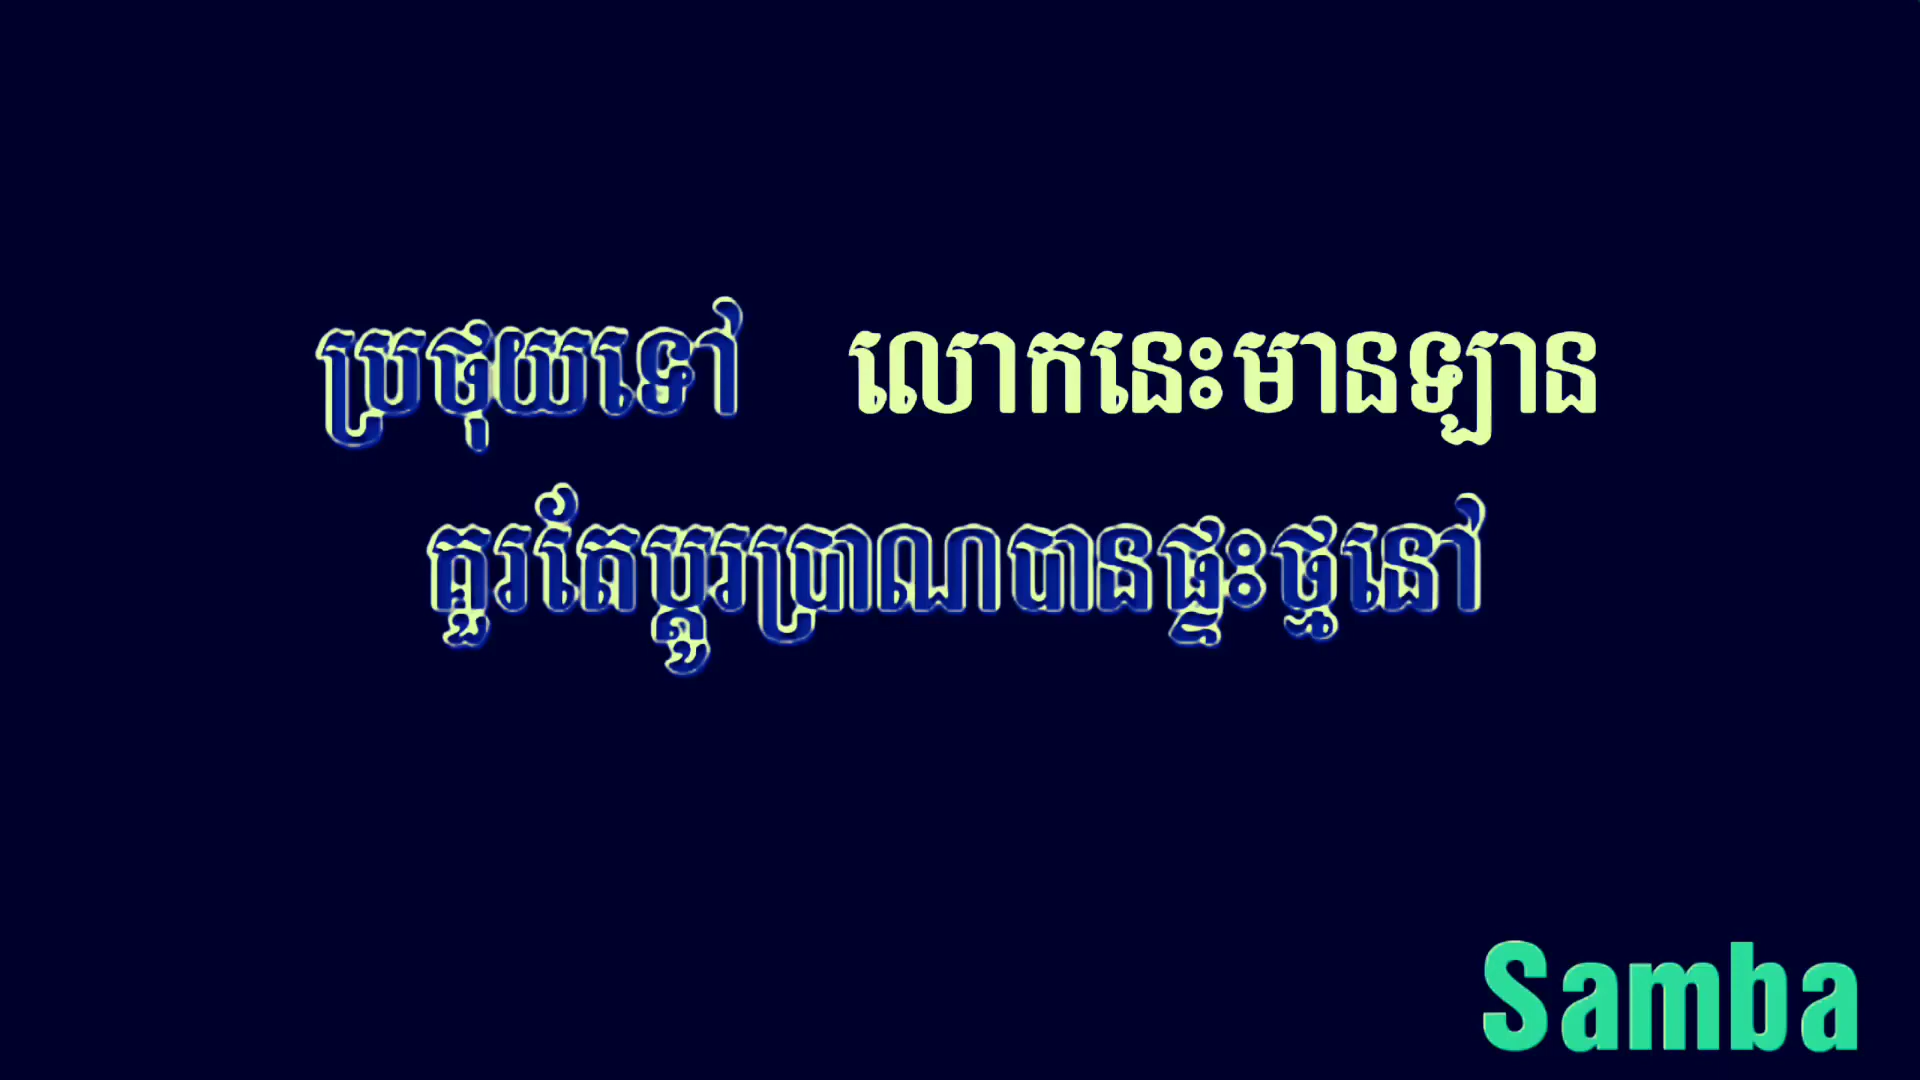 ប្រថុយទៅ លោកនេះមានឡាន
គួរតែប្ដូរប្រាណបានផ្ទះថ្មនៅ
Samba